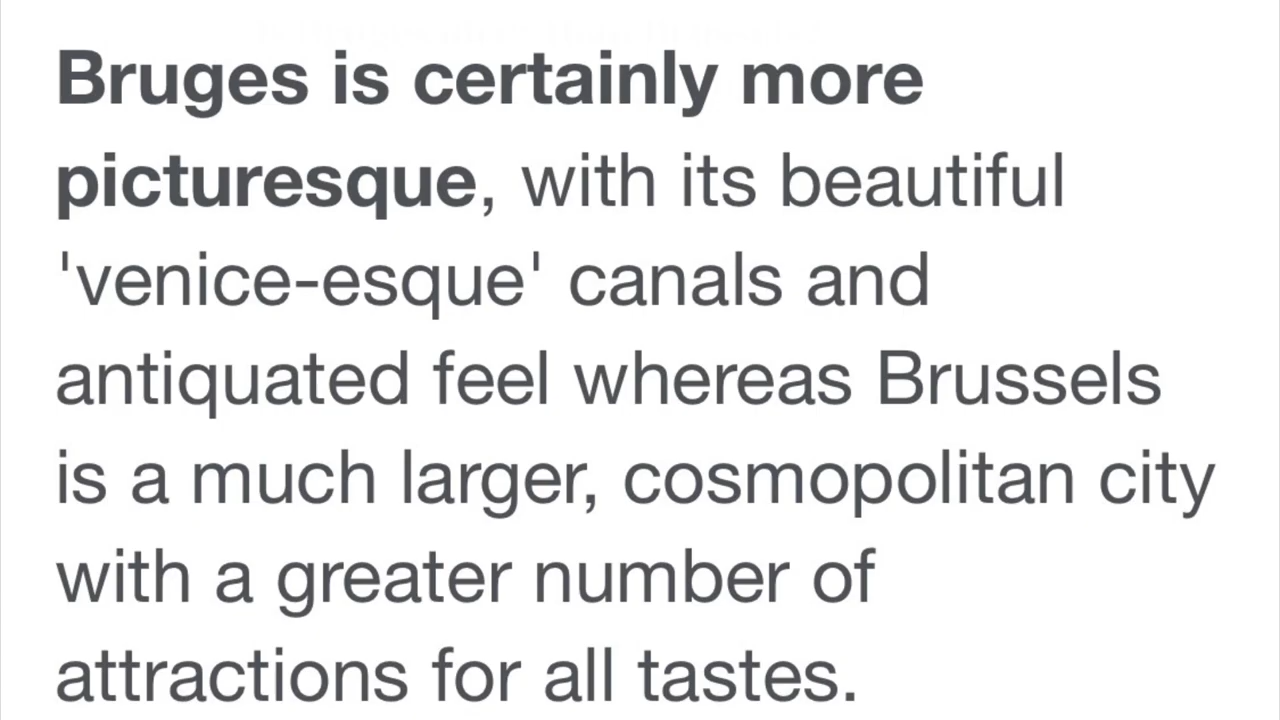 Bruges is certainly more
picturesque, with its beautiful
'venice-esque' canals and
antiquated feel whereas Brussels
is a much larger, cosmopolitan city
with a greater number of
attractions for all tastes.